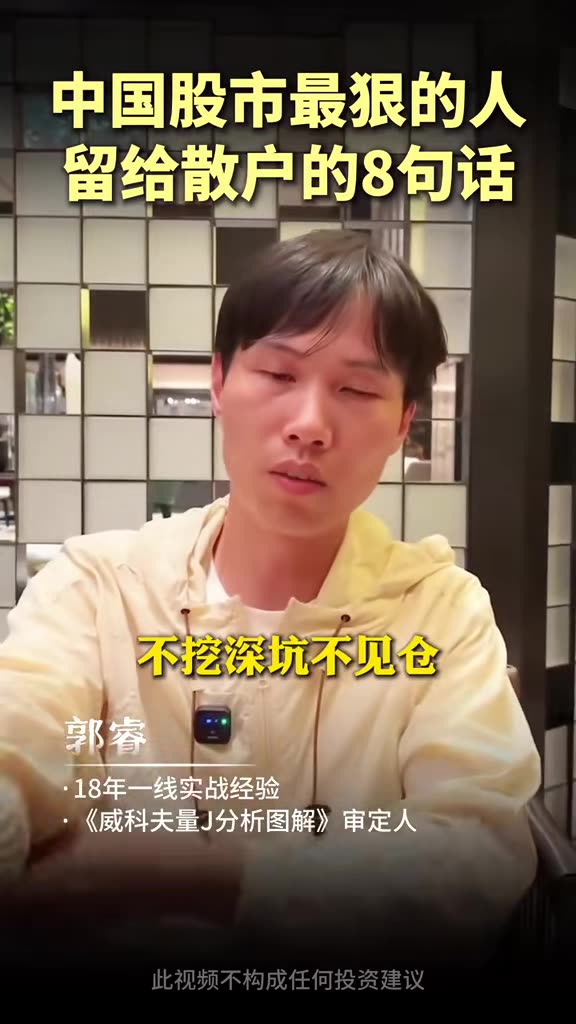 中国股市最狠的人
留给散户的8句话
不挖深坑不见仓
郭睿
·18年一线实战经验
·《威科夫量J分析图解》审定人
此视频不构成任何投资建议